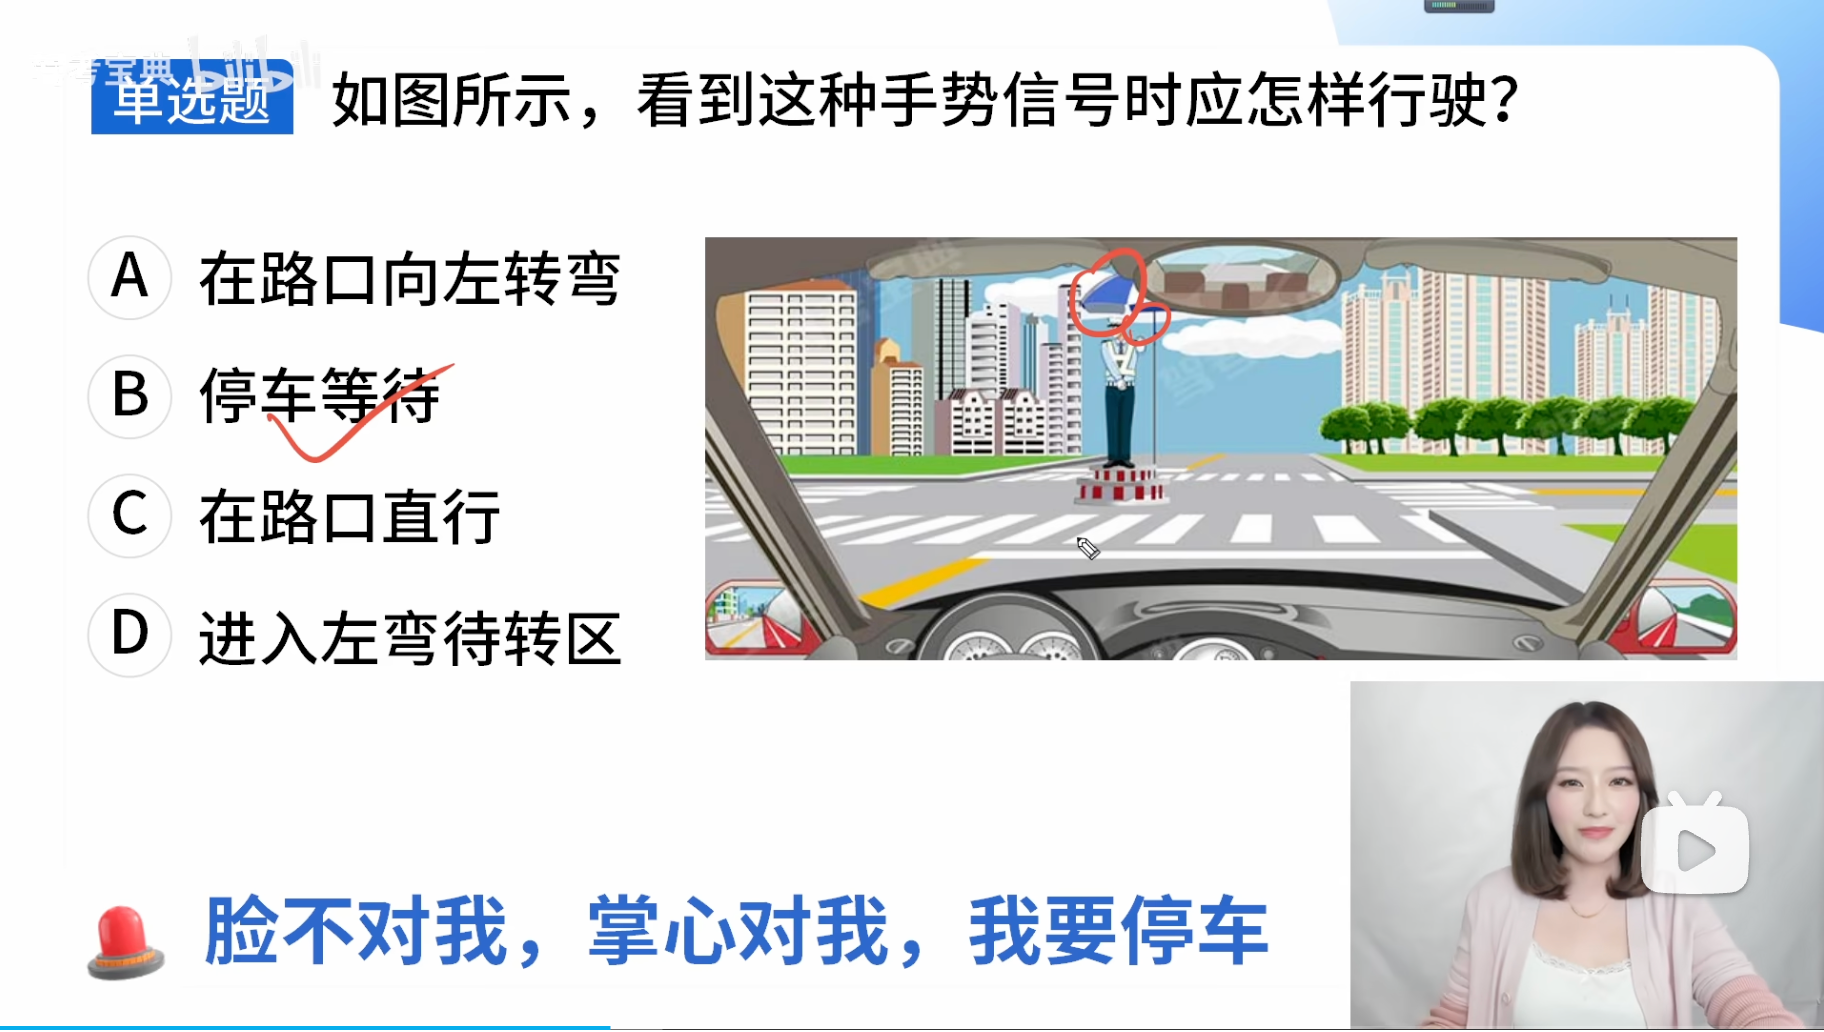 单选题 如图所示，看到这种手势信号时应怎样行驶？
A 在路口向左转弯
B 停车等待
C 在路口直行
D 进入左弯待转区
脸不对我，掌心对我，我要停车
bilibili